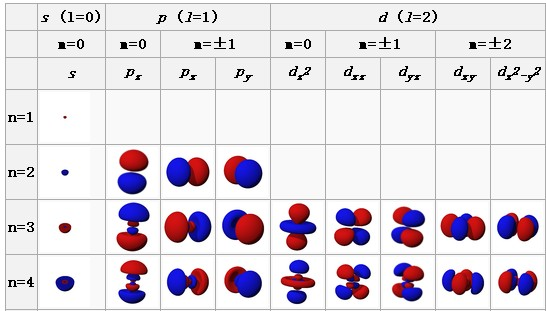 s (l=0) p (l=1) d (l=2)
m=0 m=0 m=±1 m=0 m=±1 m=±2
s pz px py dz² dxz dyz dxy dx²-y²
n=1
n=2
n=3
n=4